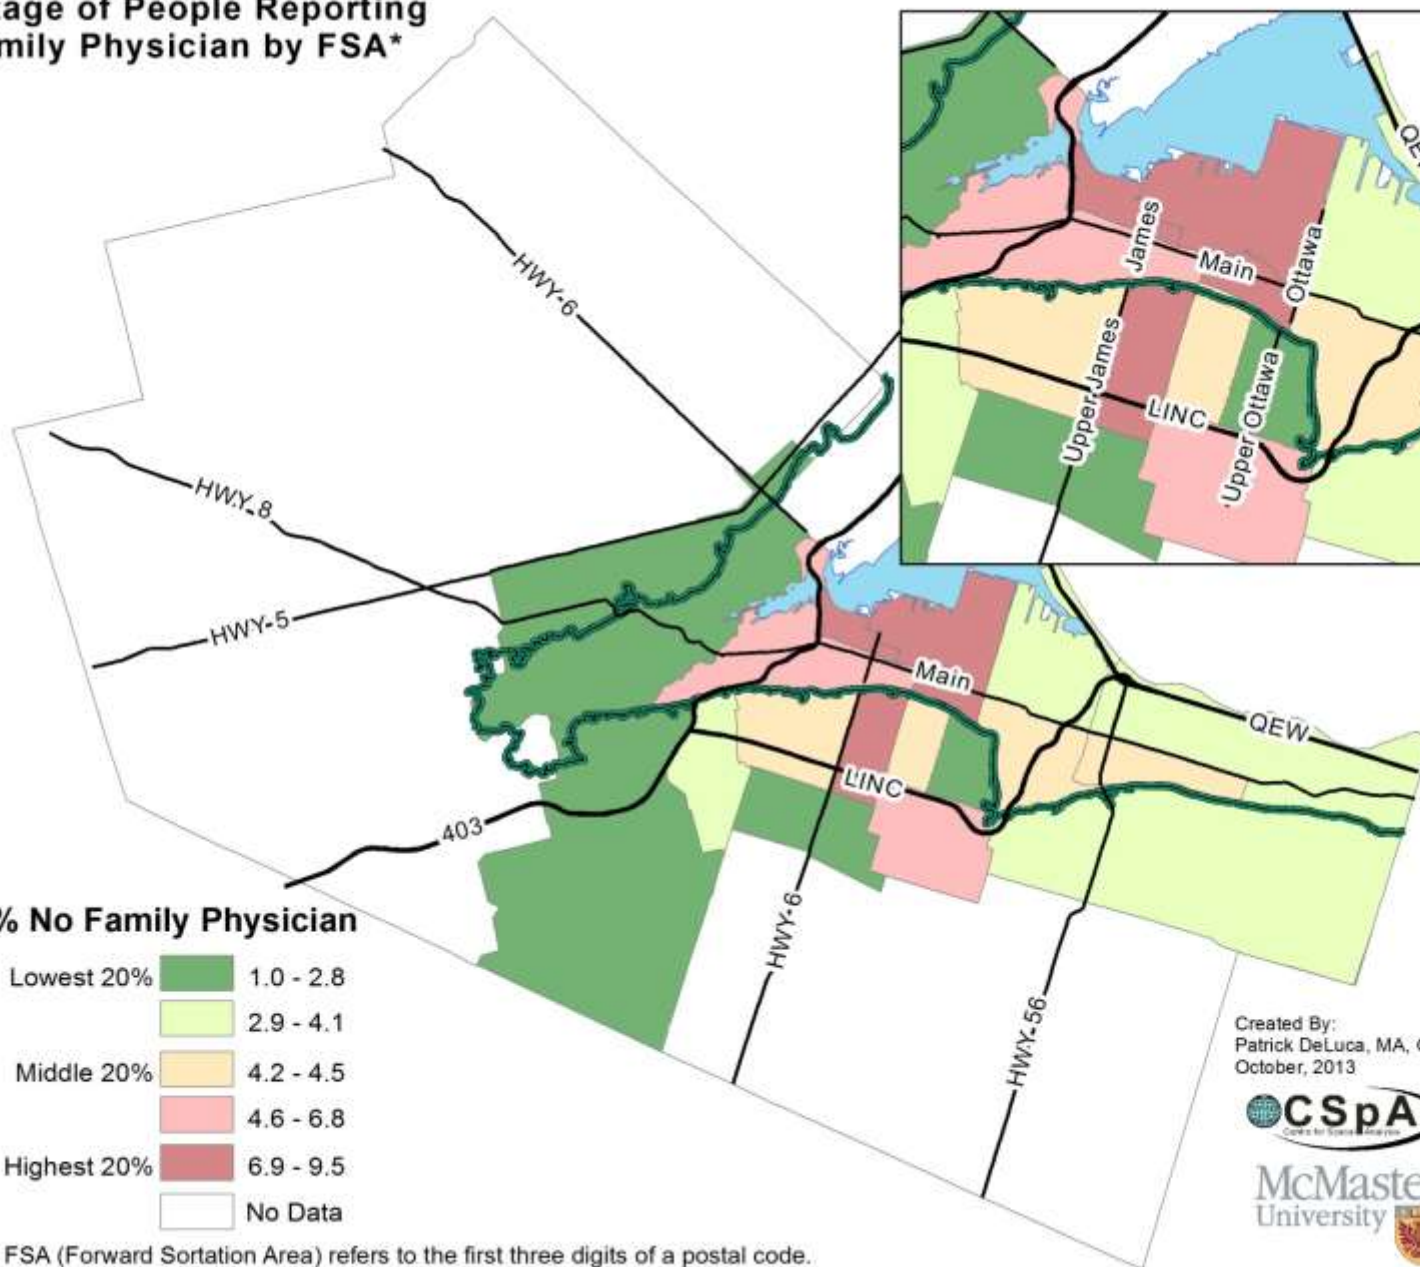 tage of People Reporting
mily Physician by FSA*
HWY-6
HWY-8
HWY-5
403
James
Main
Ottawa
Upper James
LINC
Upper Ottawa
QE
Main
QEW
LINC
HWY-6
HWY-56
% No Family Physician
Lowest 20% 1.0 - 2.8
2.9 - 4.1
Middle 20% 4.2 - 4.5
4.6 - 6.8
Highest 20% 6.9 - 9.5
No Data
FSA (Forward Sortation Area) refers to the first three digits of a postal code.
Created By:
Patrick DeLuca, MA,
October, 2013
CSpA
McMaste
University